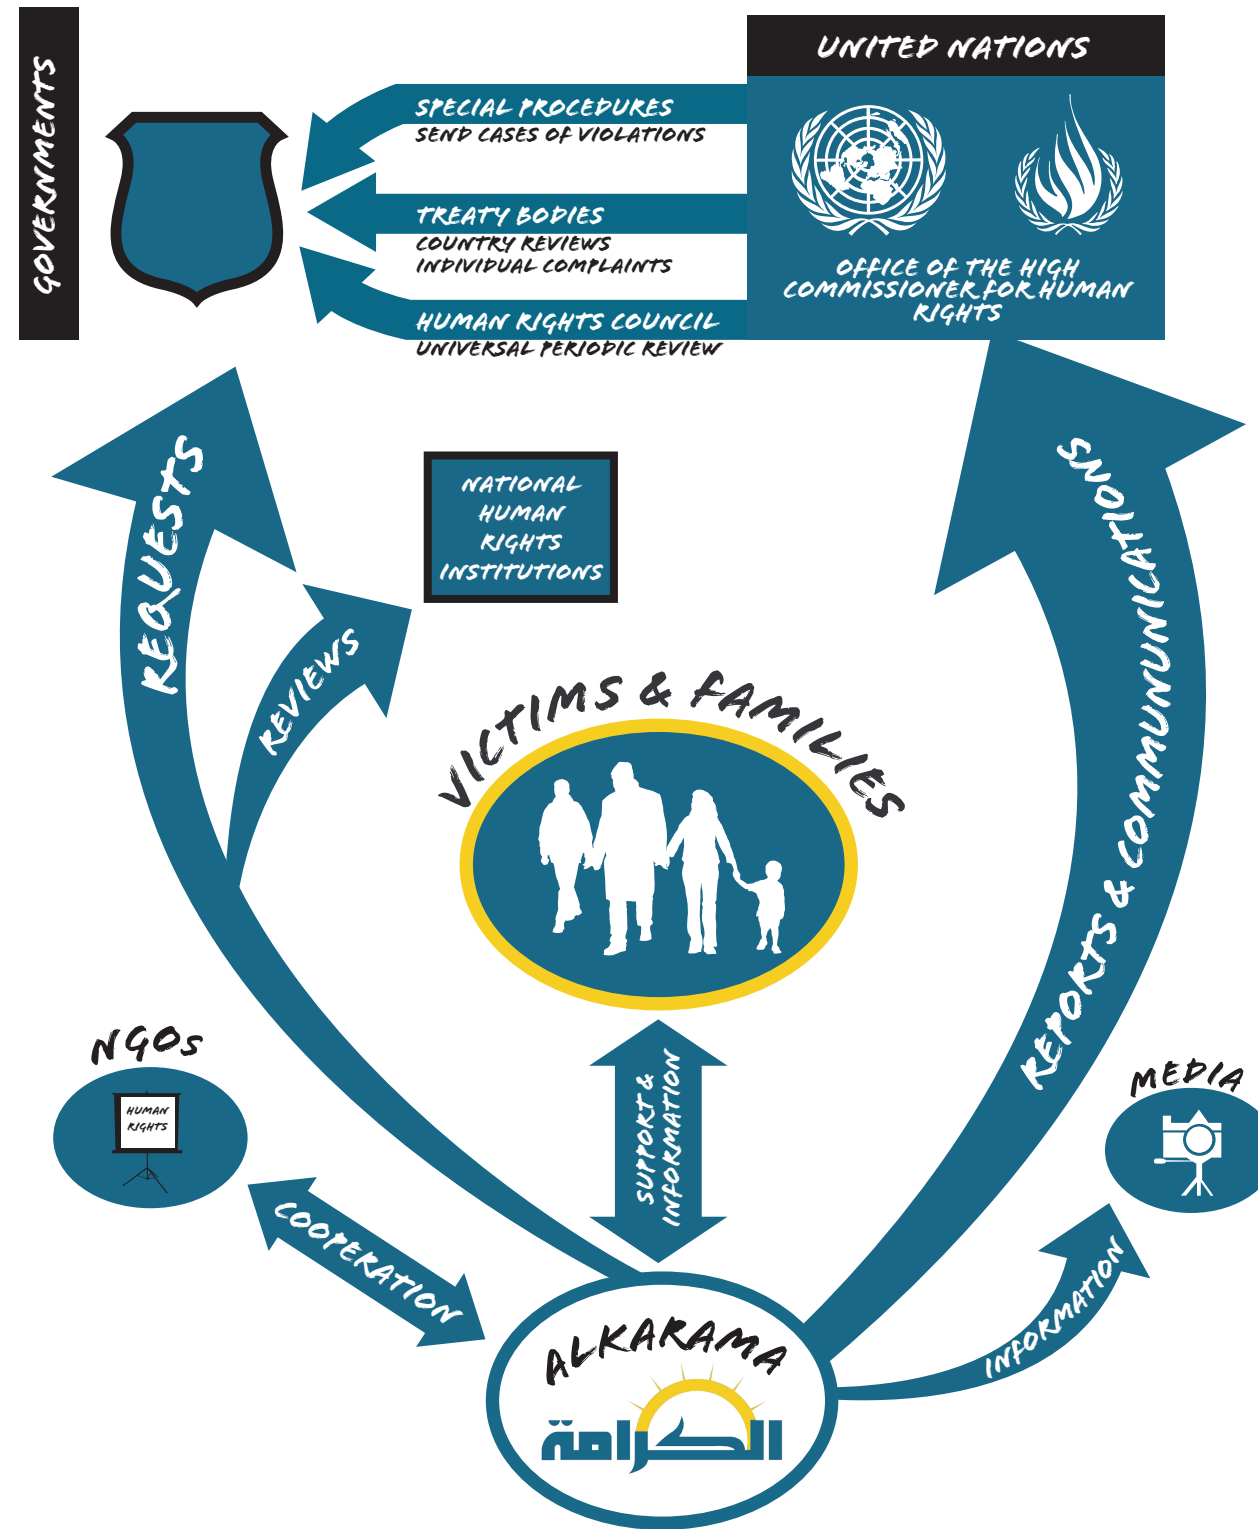 GOVERNMENTS
UNITED NATIONS
SPECIAL PROCEDURES
SEND CASES OF VIOLATIONS
TREATY BODIES
COUNTRY REVIEWS
INDIVIDUAL COMPLAINTS
HUMAN RIGHTS COUNCIL
UNIVERSAL PERIODIC REVIEW
OFFICE OF THE HIGH
COMMISSIONER FOR HUMAN
RIGHTS
REQUESTS
NATIONAL
HUMAN
RIGHTS
INSTITUTIONS
REVIEWS
REPORTS & COMMUNUNICATIONS
VICTIMS & FAMILIES
NGOs
HUMAN
RIGHTS
SUPPORT &
INFORMATION
MEDIA
COOPERATION
INFORMATION
ALKARAMA
الكرامة